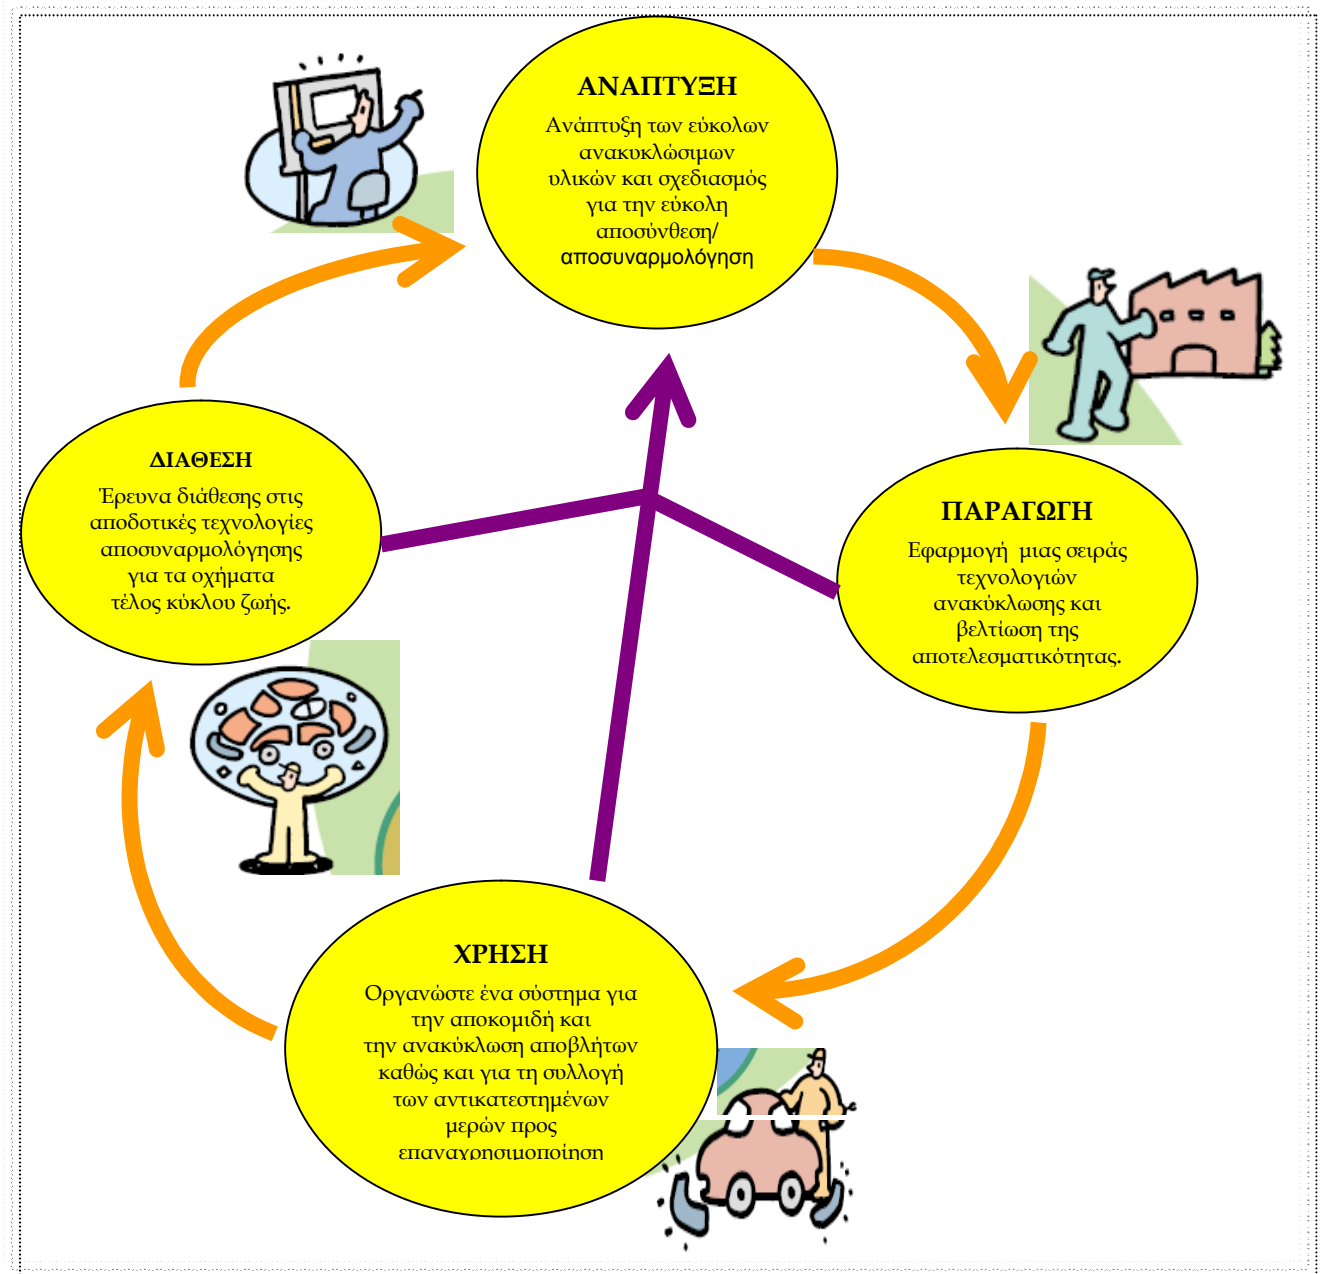 ΑΝΑΠΤΥΞΗ
Ανάπτυξη των εύκολων
ανακυκλώσιμων
υλικών και σχεδιασμός
για την εύκολη
αποσύνθεση/
αποσυναρμολόγηση
ΠΑΡΑΓΩΓΗ
Εφαρμογή μιας σειράς
τεχνολογιών
ανακύκλωσης και
βελτίωση της
αποτελεσματικότητας.
ΧΡΗΣΗ
Οργανώστε ένα σύστημα για
την αποκομιδή και
την ανακύκλωση αποβλήτων
καθώς και για τη συλλογή
των αντικατεστημένων
μερών προς
επαναχρησιμοποίηση
ΔΙΑΘΕΣΗ
Έρευνα διάθεσης στις
αποδοτικές τεχνολογίες
αποσυναρμολόγησης
για τα οχήματα
τέλος κύκλου ζωής.